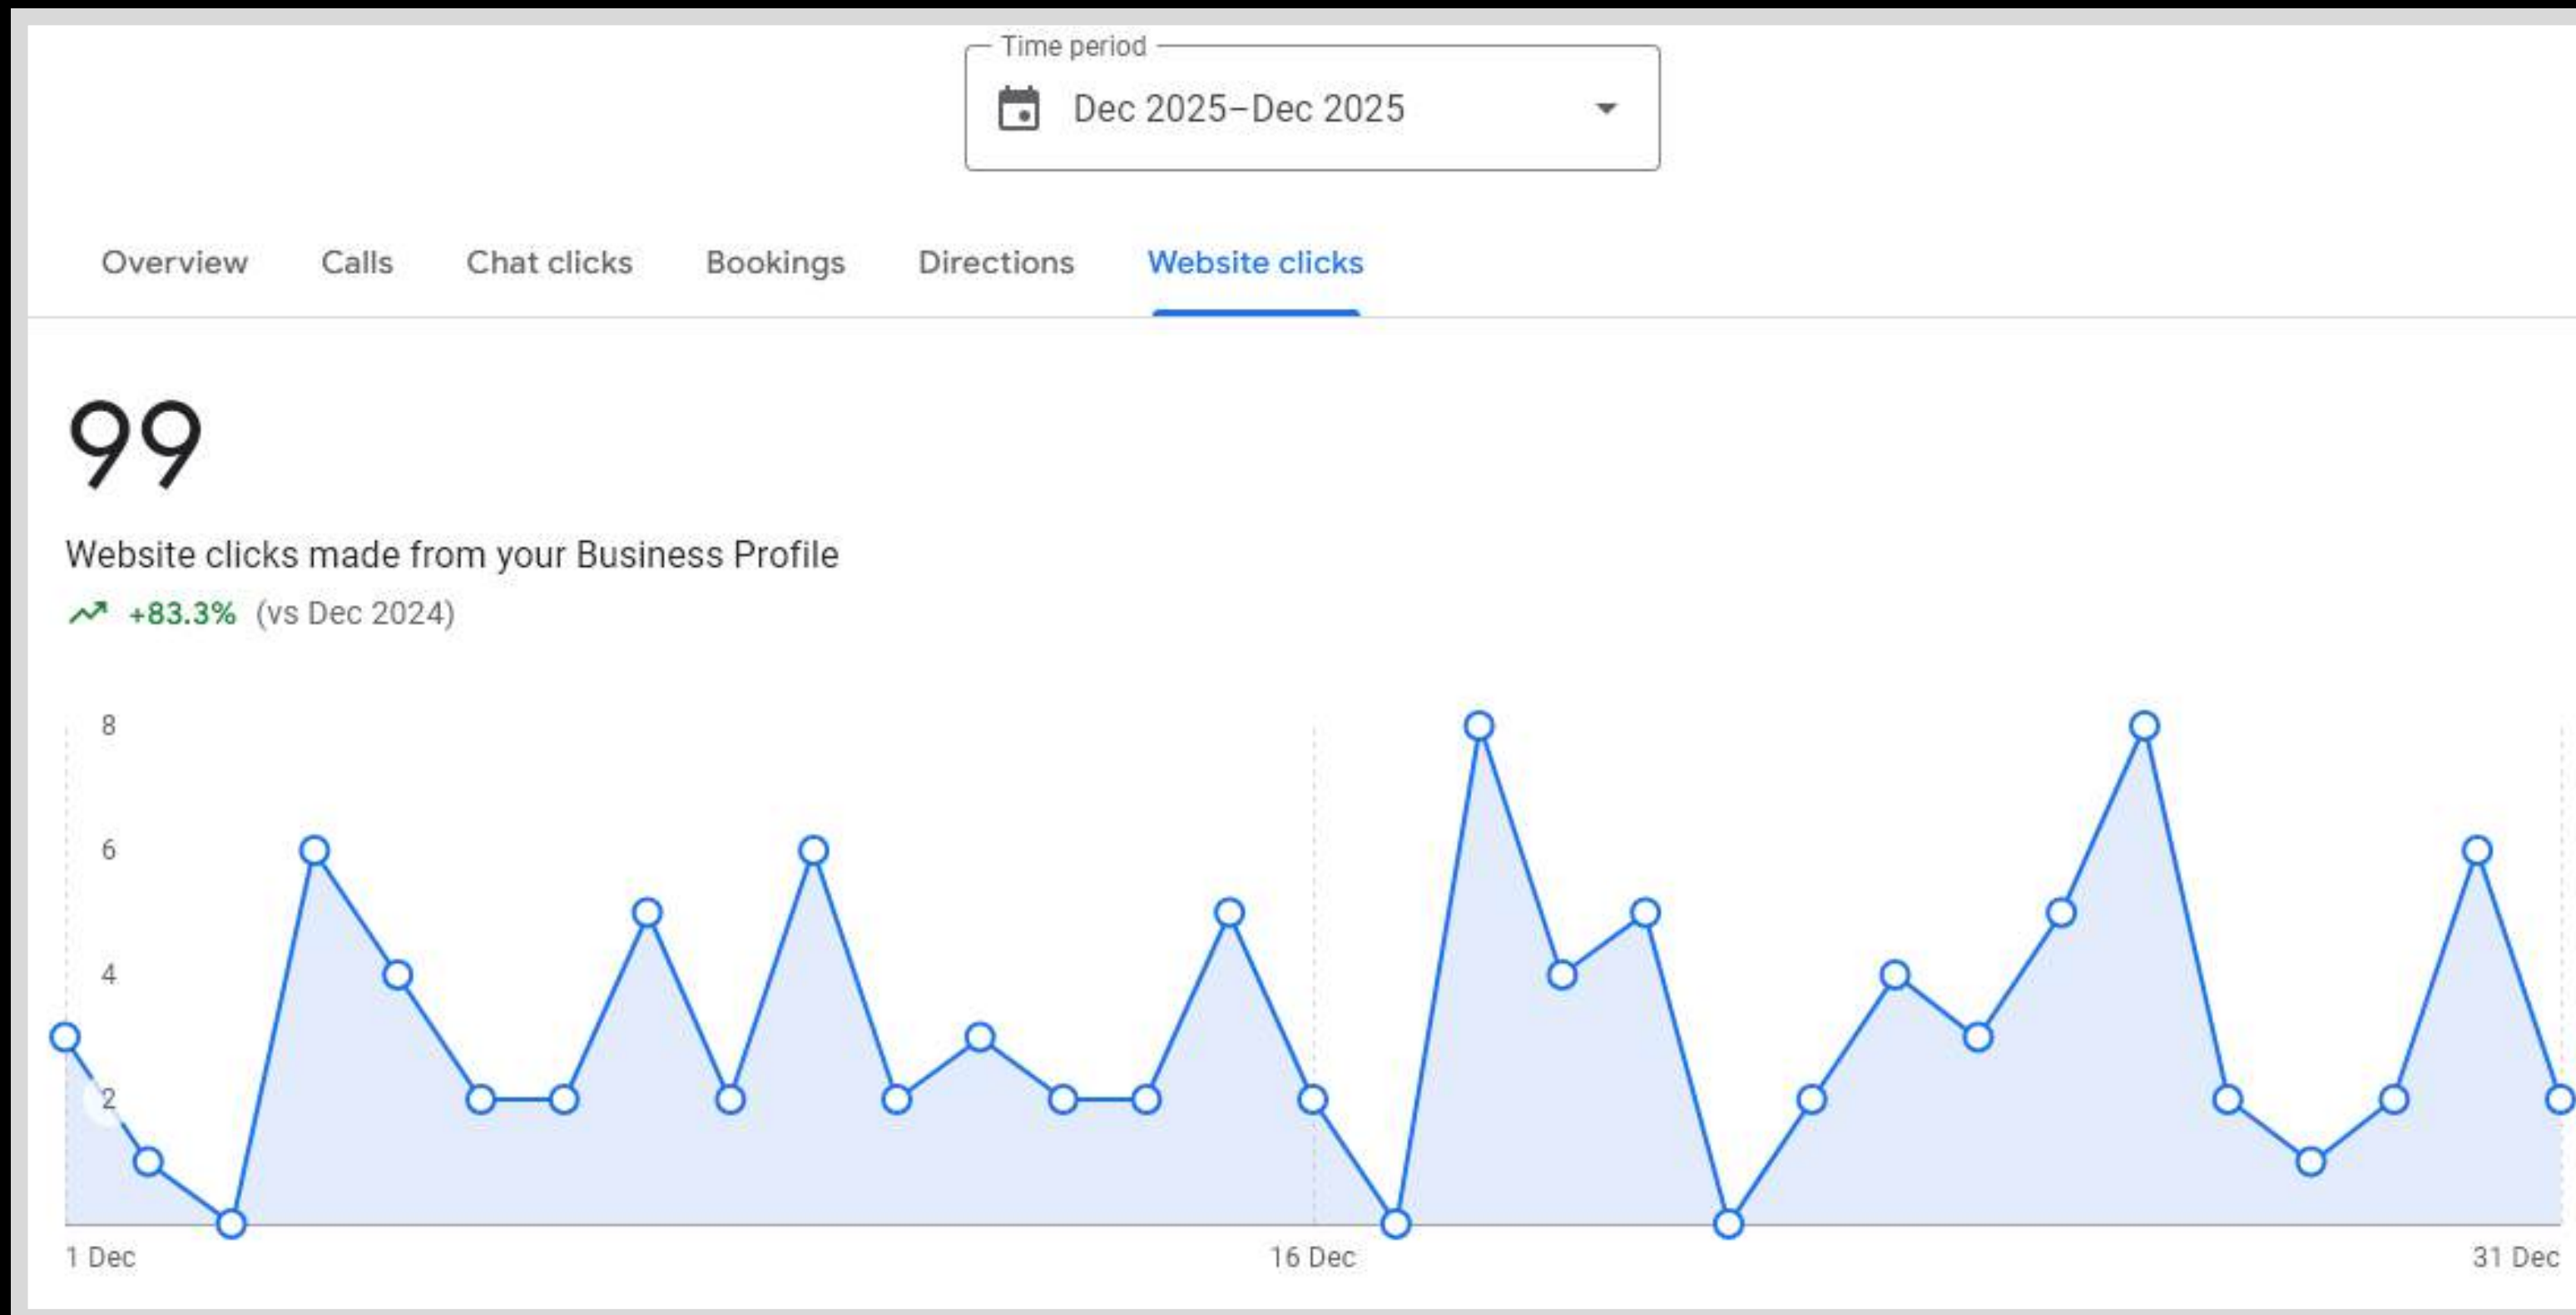 Time period
Dec 2025–Dec 2025
Overview Calls Chat clicks Bookings Directions Website clicks
99
Website clicks made from your Business Profile
+83.3% (vs Dec 2024)
8
6
4
2
1 Dec 16 Dec 31 Dec